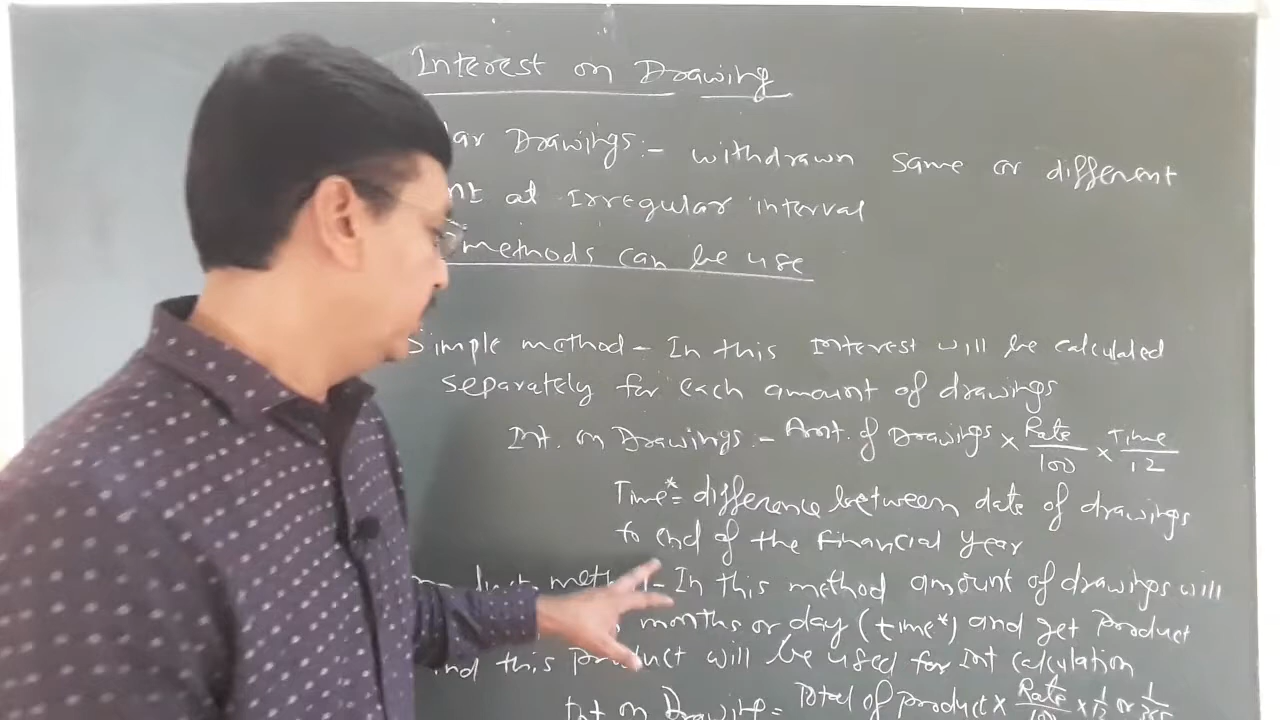 Interest on Drawing
lar Drawings:- withdrawn same or different
nt at Irregular interval
methods can be use
Simple method - In this Interest will be calculated
separately for each amount of drawings
Int. on Drawings:- Amt. of Drawings × Rate/100 × Time/12
Time*= difference between date of drawings
to end of the Financial Year
method - In this method amount of drawings will
months or day (time*) and get Product
and this product will be used for Int calculation
Int on Drawing = Total of product × Rate/100 × 1/12 or 1/365